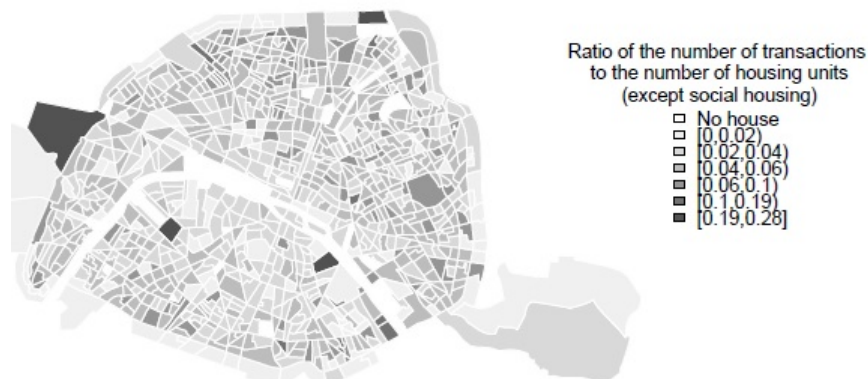 Ratio of the number of transactions
to the number of housing units
(except social housing)
No house
[0,0.02)
[0.02,0.04)
[0.04,0.06)
[0.06,0.1)
[0.1,0.19)
[0.19,0.28]